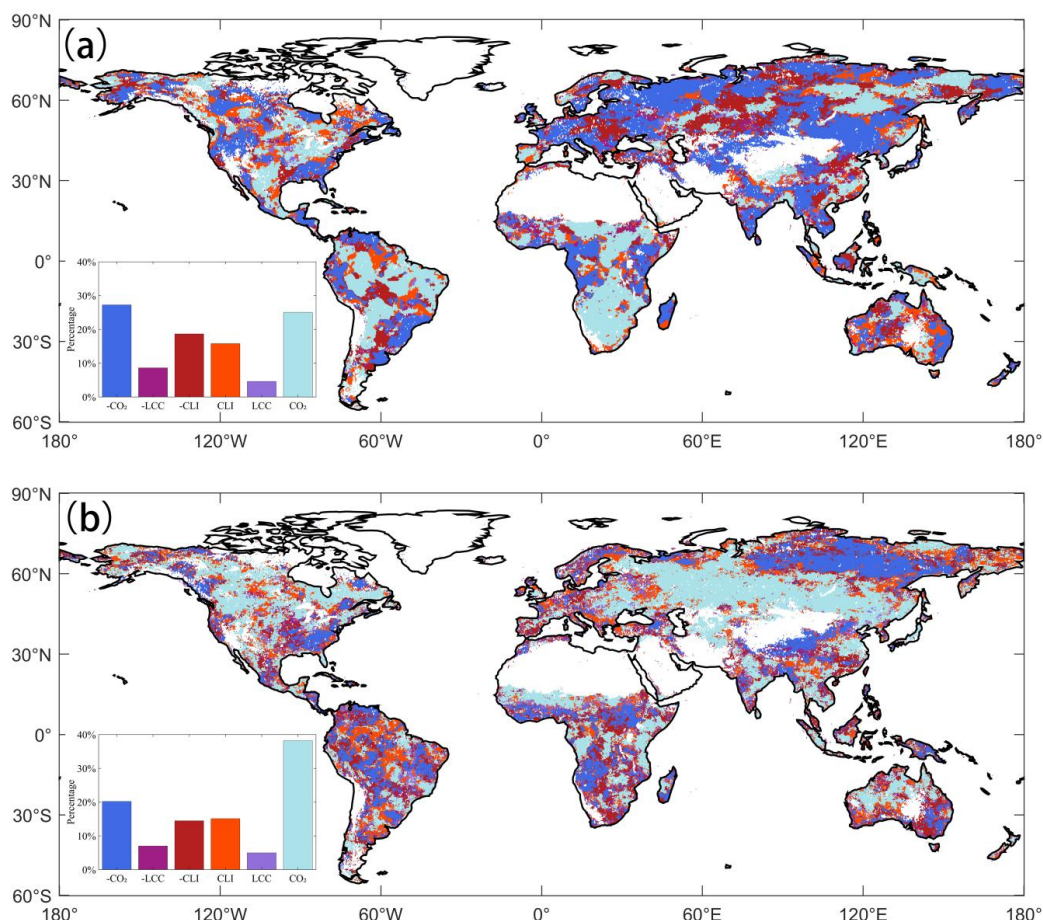 90°N
(a)
60°N
30°N
0°
30°S
60°S
40%
30%
20%
10%
0%
Percentage
-CO₂ -LCC -CLI CLI LCC CO₂
180° 120°W 60°W 0° 60°E 120°E 180°
90°N
(b)
60°N
30°N
0°
30°S
60°S
40%
30%
20%
10%
0%
Percentage
-CO₂ -LCC -CLI CLI LCC CO₂
180° 120°W 60°W 0° 60°E 120°E 180°